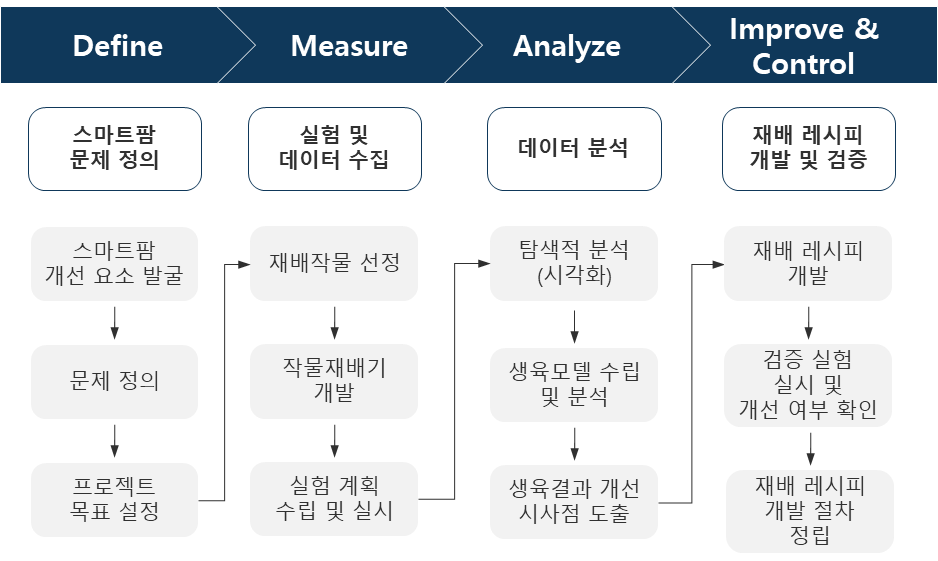 Define
Measure
Analyze
Improve &
Control
스마트팜
문제 정의
실험 및
데이터 수집
데이터 분석
재배 레시피
개발 및 검증
스마트팜
개선 요소 발굴
문제 정의
프로젝트
목표 설정
재배작물 선정
작물재배기
개발
실험 계획
수립 및 실시
탐색적 분석
(시각화)
생육모델 수립
및 분석
생육결과 개선
시사점 도출
재배 레시피
개발
검증 실험
실시 및
개선 여부 확인
재배 레시피
개발 절차
정립